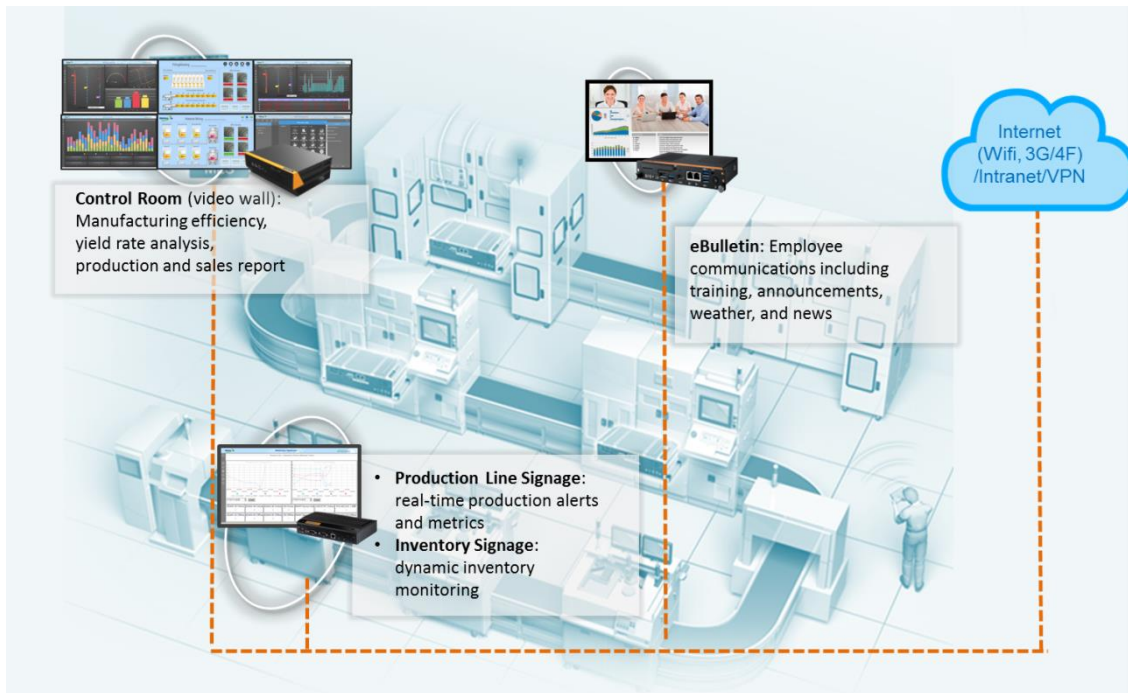 Control Room (video wall):
Manufacturing efficiency,
yield rate analysis,
production and sales report
eBulletin: Employee
communications including
training, announcements,
weather, and news
Internet
(Wifi, 3G/4F)
/Intranet/VPN
• Production Line Signage:
real-time production alerts
and metrics
• Inventory Signage:
dynamic inventory
monitoring